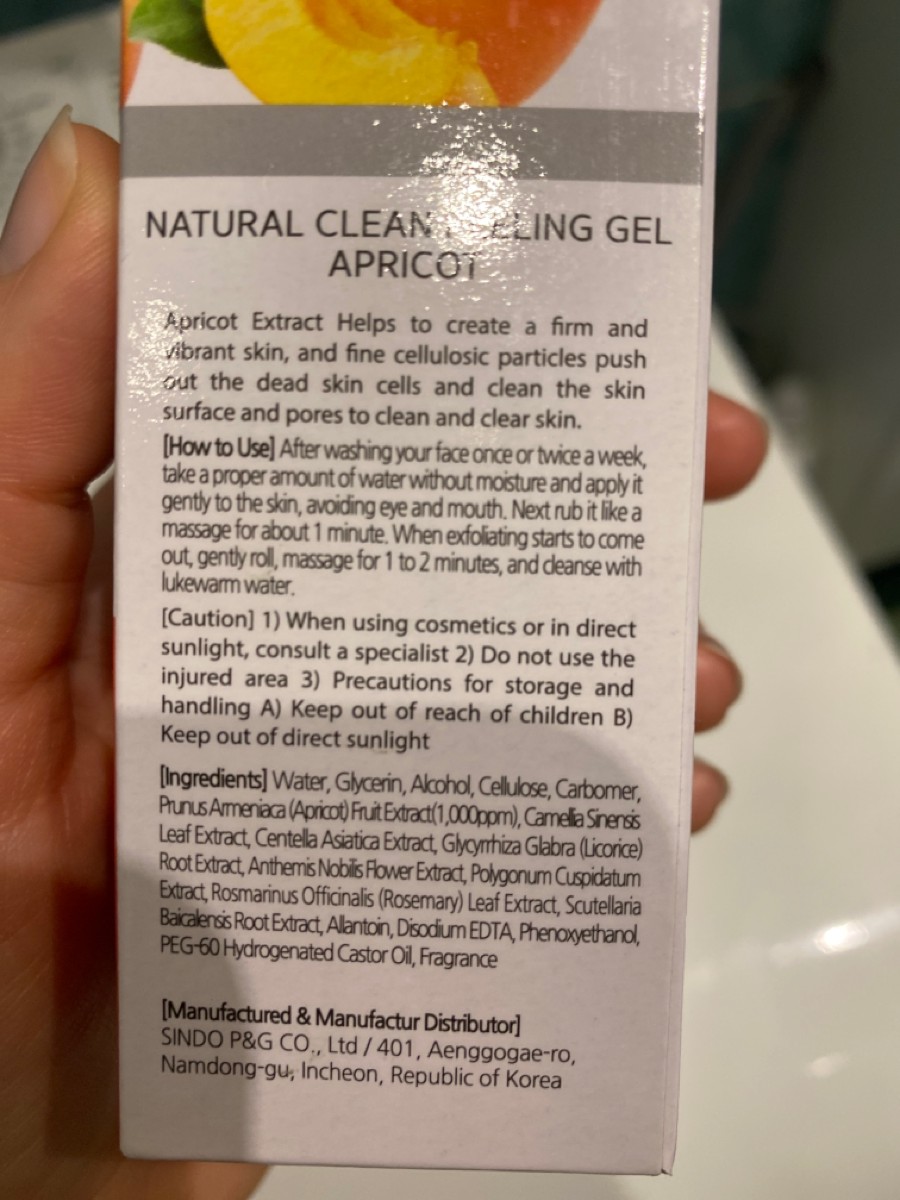 NATURAL CLEAN GEL
APRICOT
Apricot Extract Helps to create a firm and
vibrant skin, and fine cellulosic particles push
out the dead skin cells and clean the skin
surface and pores to clean and clear skin.
[How to Use] After washing your face once or twice a week,
take a proper amount of water without moisture and apply it
gently to the skin, avoiding eye and mouth. Next rub it like a
massage for about 1 minute. When exfoliating starts to come
out, gently roll, massage for 1 to 2 minutes, and cleanse with
lukewarm water.
[Caution] 1) When using cosmetics or in direct
sunlight, consult a specialist 2) Do not use the
injured area 3) Precautions for storage and
handling A) Keep out of reach of children B)
Keep out of direct sunlight
[Ingredients] Water, Glycerin, Alcohol, Cellulose, Carbomer,
Prunus Armeniaca (Apricot) Fruit Extract(1,000ppm), Camellia Sinensis
Leaf Extract, Centella Asiatica Extract, Glycyrrhiza Glabra (Licorice)
Root Extract, Anthemis Nobilis Flower Extract, Polygonum Cuspidatum
Extract, Rosmarinus Officinalis (Rosemary) Leaf Extract, Scutellaria
Baicalensis Root Extract, Allantoin, Disodium EDTA, Phenoxyethanol,
PEG-60 Hydrogenated Castor Oil, Fragrance
[Manufactured & Manufactur Distributor]
SINDO P&G CO., Ltd / 401, Aenggogae-ro,
Namdong-gu, Incheon, Republic of Korea